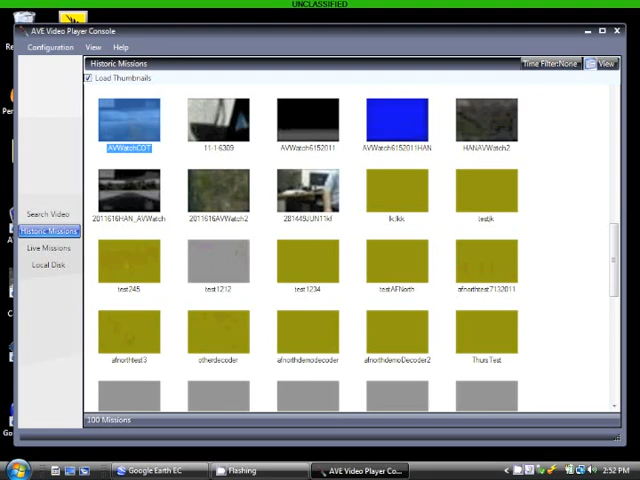 UNCLASSIFIED
AVE Video Player Console
Configuration View Help
Historic Missions Time Filter:None View
Load Thumbnails
AVWatchCDT 11-1-6309 AVWatch6152011 AVWatch6152011HAN HANAVWatch2
2011616HAN_AVWatch 2011616AVWatch2 281449JUN11kf lk;lkk testjk
Search Video
Historic Missions
Live Missions
Local Disk
test245 test1212 test1234 testAFNorth afnorthtest7132011
afnorthtest3 otherdecoder afnorthdemodecoder afnorthdemoDecoder2 ThursTest
100 Missions
Google Earth EC Flashing AVE Video Player Co... 2:52 PM